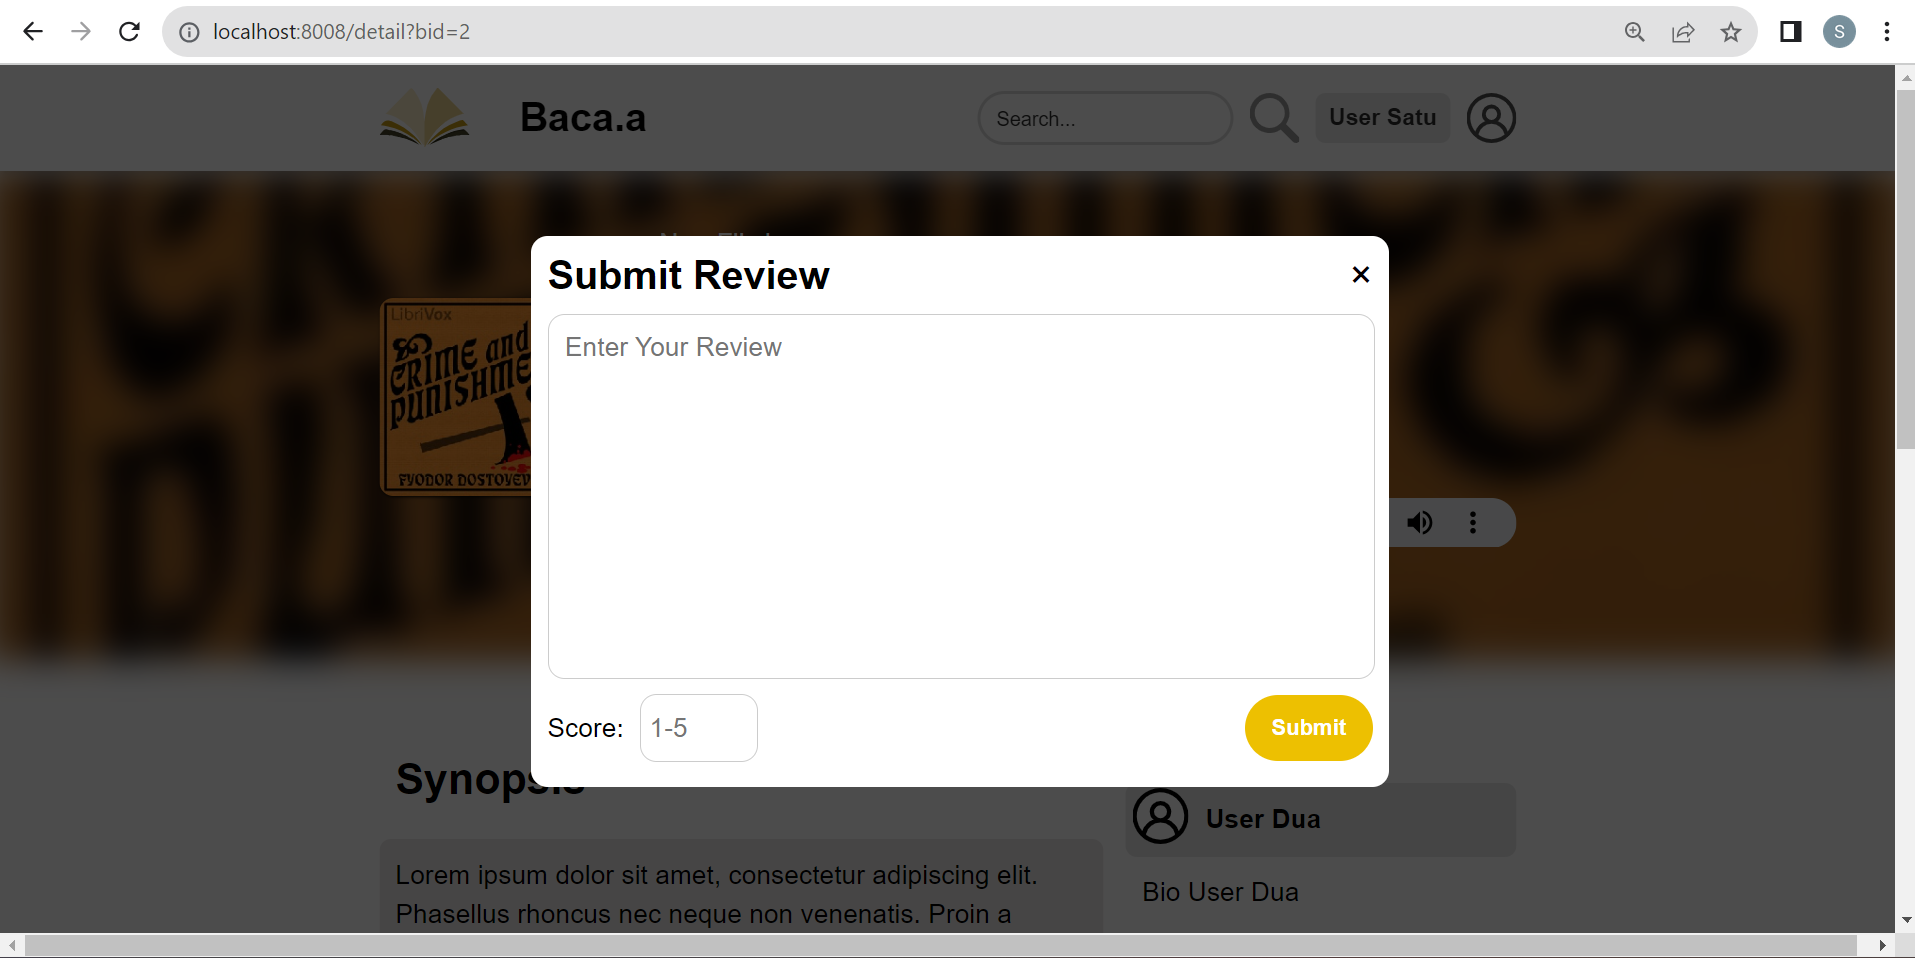 localhost:8008/detail?bid=2
S
Baca.a
Search...
User Satu
Submit Review
×
LibriVox
CRIME and
PUNISHME
FYODOR DOSTOYEV
Enter Your Review
Score:
1-5
Submit
Synopsis
User Dua
Bio User Dua
Lorem ipsum dolor sit amet, consectetur adipiscing elit.
Phasellus rhoncus nec neque non venenatis. Proin a